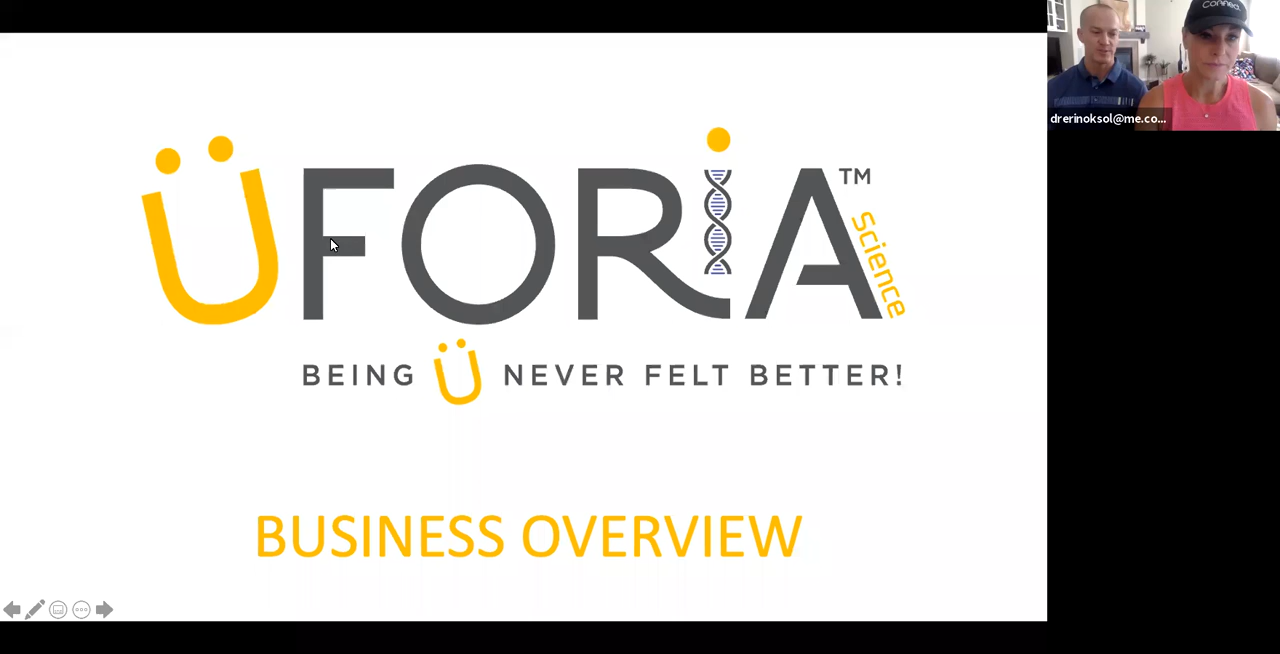 ÜFORIA™
Science
BEING Ü NEVER FELT BETTER!
BUSINESS OVERVIEW
drerinoksol@me.co...